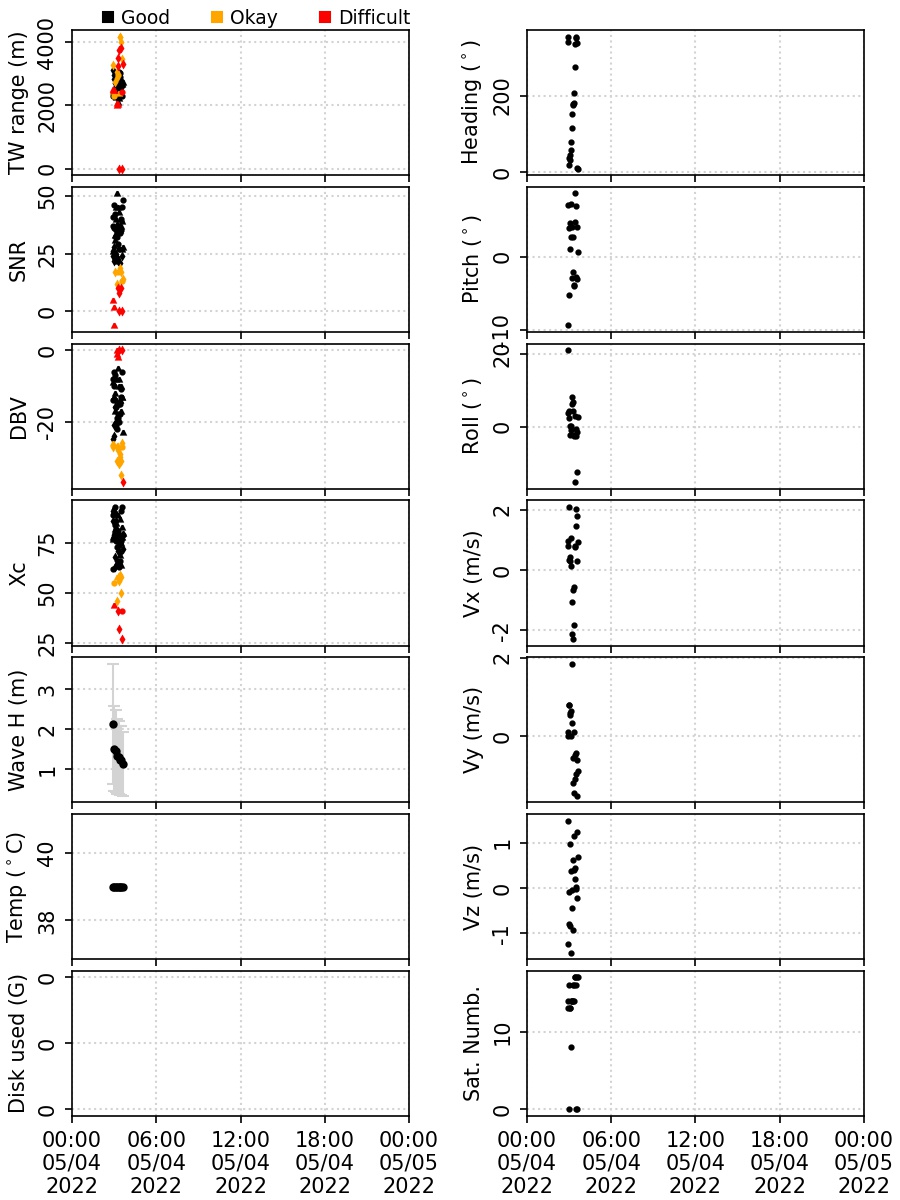 Good Okay Difficult
TW range (m)
4000
2000
0
Heading (°)
200
0
SNR
50
25
0
Pitch (°)
0
-10
DBV
0
-20
Roll (°)
20
0
Xc
75
50
25
Vx (m/s)
2
0
-2
Wave H (m)
3
2
1
Vy (m/s)
2
0
Temp (°C)
40
38
Vz (m/s)
1
0
-1
Disk used (G)
0
0
0
Sat. Numb.
10
0
00:00 06:00 12:00 18:00 00:00
05/04 05/04 05/04 05/04 05/05
2022 2022 2022 2022 2022
00:00 06:00 12:00 18:00 00:00
05/04 05/04 05/04 05/04 05/05
2022 2022 2022 2022 2022